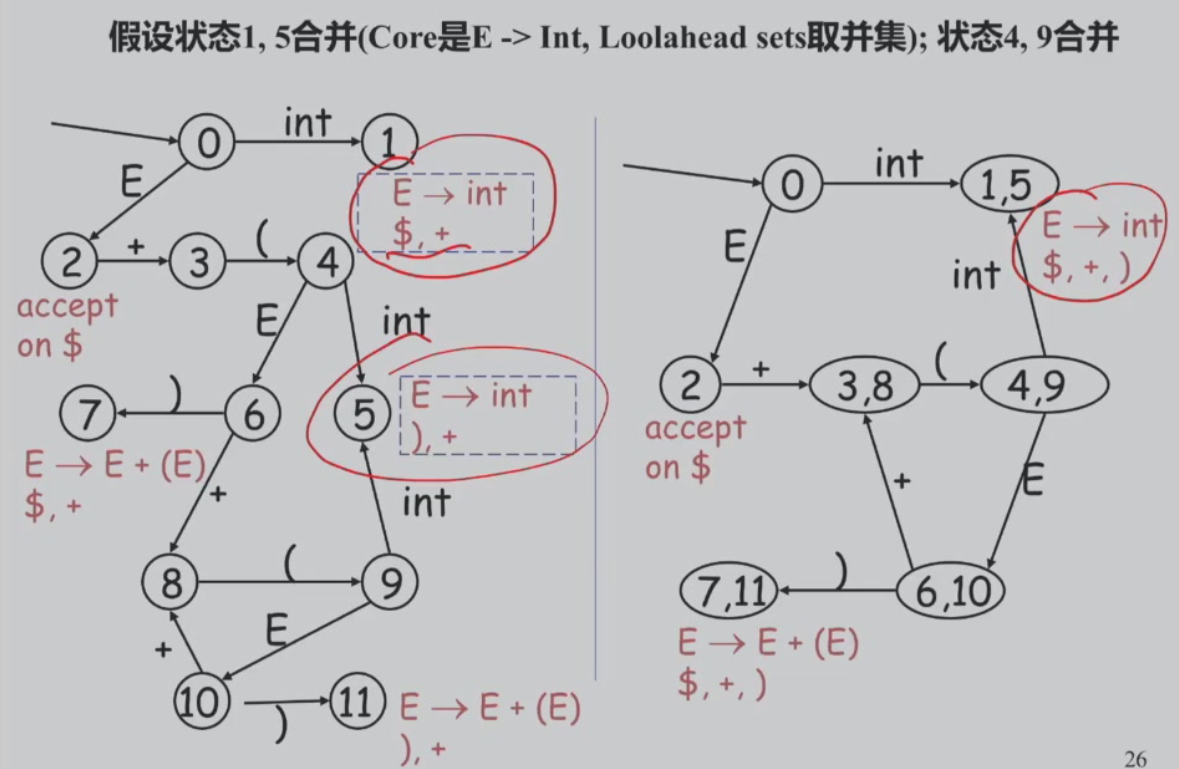 假设状态1, 5合并(Core是E -> Int, Loolahead sets取并集); 状态4, 9合并
0
int
1
E → int
$, +
E
2
+
3
(
4
accept
on $
E
int
7
)
6
5
E → int
), +
E → E + (E)
$, +
+
int
8
(
9
+
E
10
)
11
E → E + (E)
), +
0
int
1,5
E → int
$, +, )
E
int
2
+
3,8
(
4,9
accept
on $
+
E
7,11
)
6,10
E → E + (E)
$, +, )
26